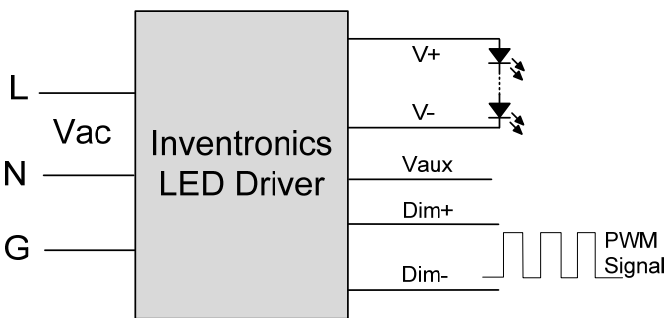 L
Vac
N
G
Inventronics
LED Driver
V+
V-
Vaux
Dim+
Dim-
PWM
Signal